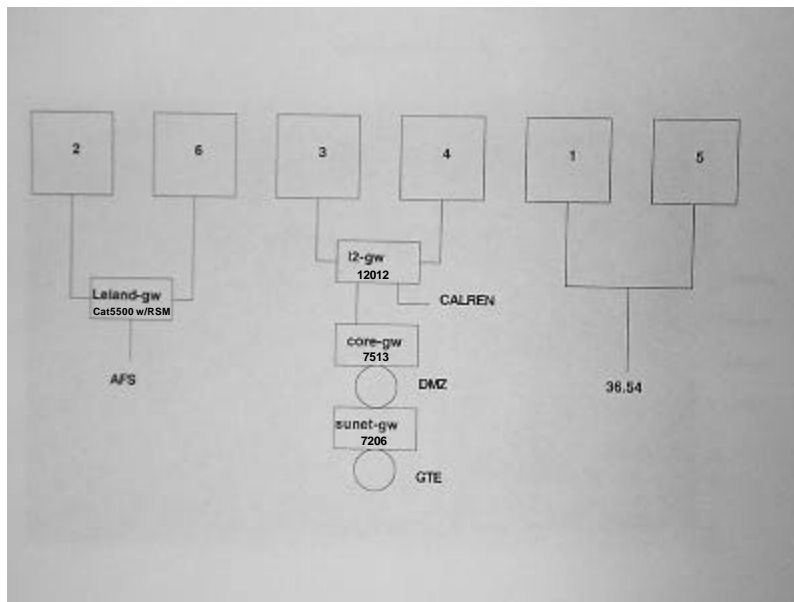 2
6
3
4
1
5
I2-gw
12012
Leland-gw
Cat5500 w/RSM
CALREN
core-gw
7513
AFS
DMZ
36.54
sunet-gw
7206
GTE